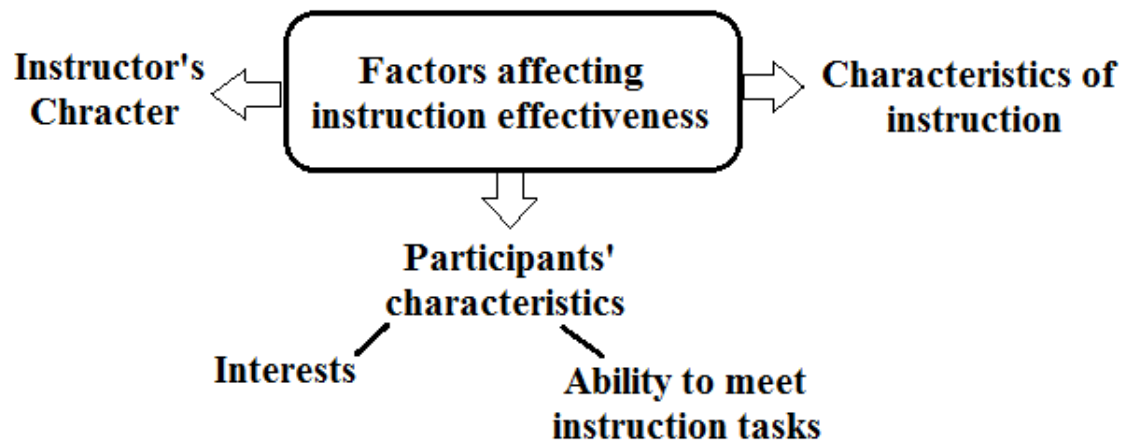 Factors affecting
instruction effectiveness
Instructor's
Chracter
Characteristics of
instruction
Participants'
characteristics
Interests
Ability to meet
instruction tasks